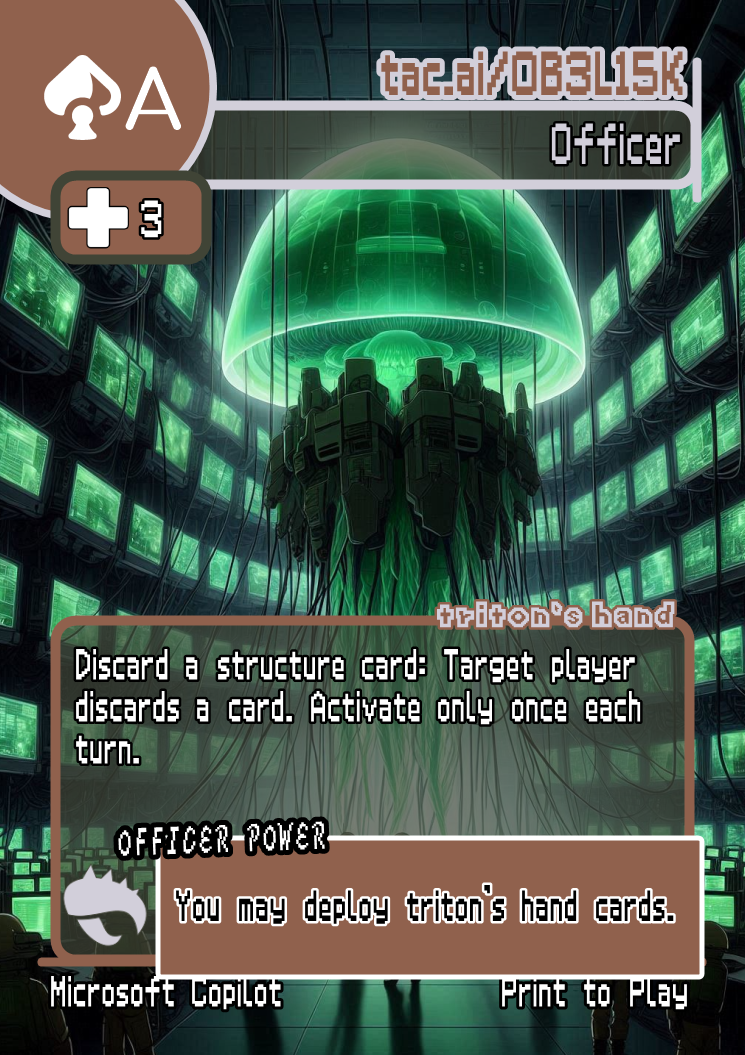 tac.ai/OB3L15K
A
Officer
3
triton's hand
Discard a structure card: Target player
discards a card. Activate only once each
turn.
OFFICER POWER
You may deploy triton's hand cards.
Microsoft Copilot
Print to Play